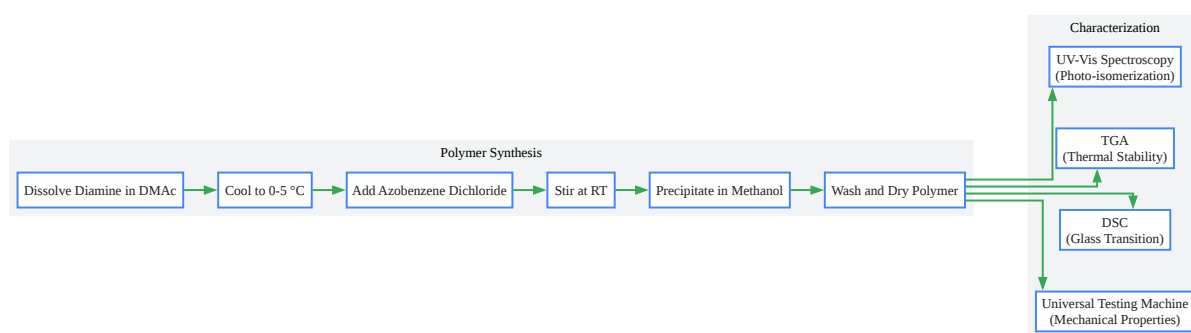 Polymer Synthesis
Dissolve Diamine in DMAc
Cool to 0-5 °C
Add Azobenzene Dichloride
Stir at RT
Precipitate in Methanol
Wash and Dry Polymer
Characterization
UV-Vis Spectroscopy
(Photo-isomerization)
TGA
(Thermal Stability)
DSC
(Glass Transition)
Universal Testing Machine
(Mechanical Properties)